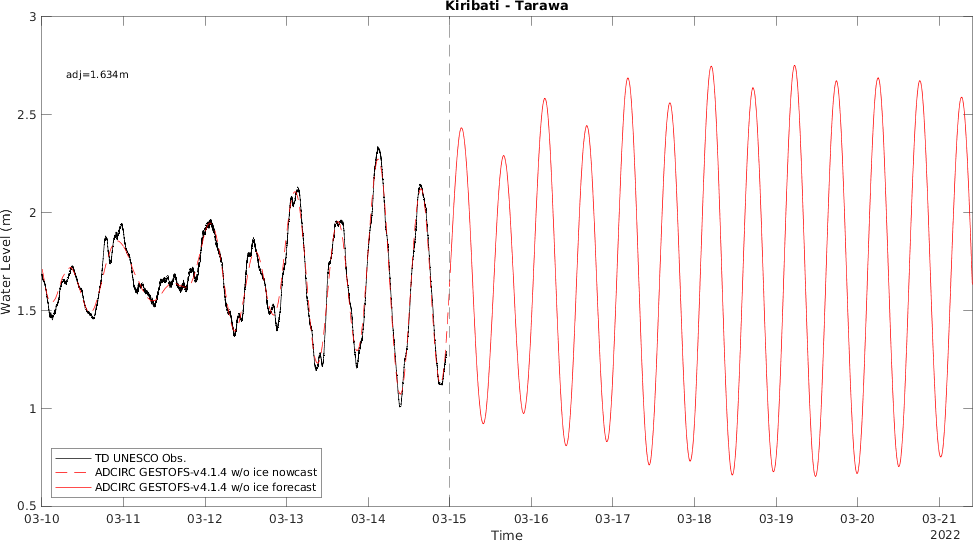 Kiribati - Tarawa
3
adj=1.634m
2.5
2
Water Level (m)
1.5
1
TD UNESCO Obs.
ADCIRC GESTOFS-v4.1.4 w/o ice nowcast
ADCIRC GESTOFS-v4.1.4 w/o ice forecast
0.5
03-10 03-11 03-12 03-13 03-14 03-15 03-16 03-17 03-18 03-19 03-20 03-21
Time 2022